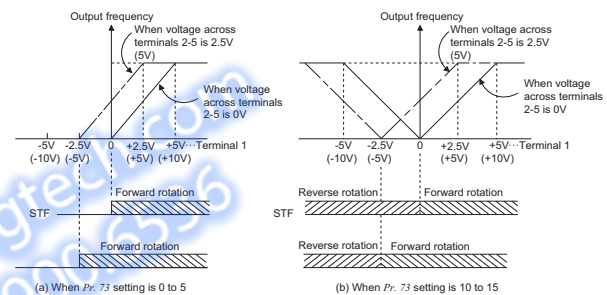 Output frequency
When voltage across
terminals 2-5 is 2.5V
(5V)
When voltage
across terminals
2-5 is 0V
-5V -2.5V 0 +2.5V +5V···Terminal 1
(-10V) (-5V) (+5V) (+10V)
Forward rotation
STF
Forward rotation
(a) When Pr. 73 setting is 0 to 5
Output frequency
When voltage across
terminals 2-5 is 2.5V
(5V)
When voltage
across terminals
2-5 is 0V
-5V -2.5V 0 +2.5V +5V···Terminal 1
(-10V) (-5V) (+5V) (+10V)
Reverse rotation Forward rotation
STF
Reverse rotation Forward rotation
(b) When Pr. 73 setting is 10 to 15